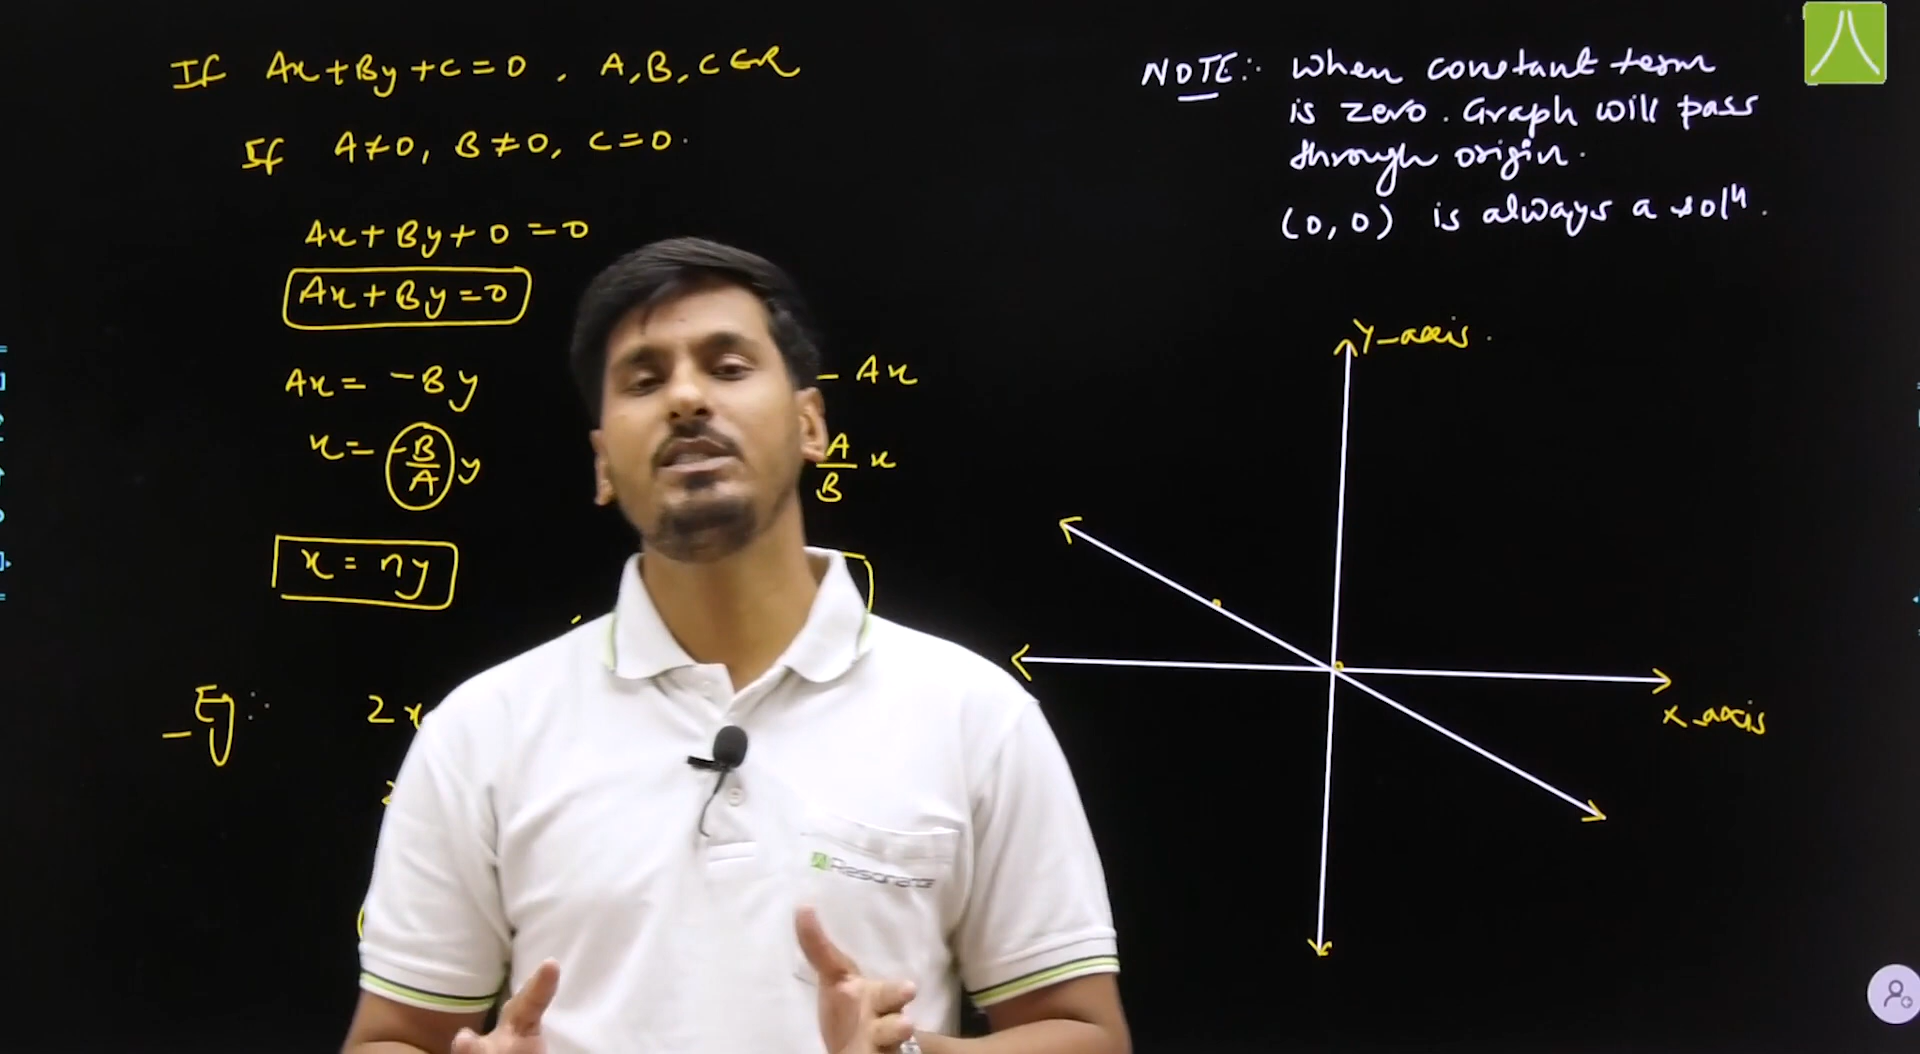 If Ax+By+C=0, A,B,C∈R
If A≠0, B≠0, C=0.
Ax+By+0=0
Ax+By=0
Ax=-By
x=-B/A y
x=ny
-Ax
A/B x
Eg:
2x
NOTE: When constant term
is zero. Graph will pass
through origin.
(0,0) is always a solⁿ.
Y-axis.
X-axis
Resonance